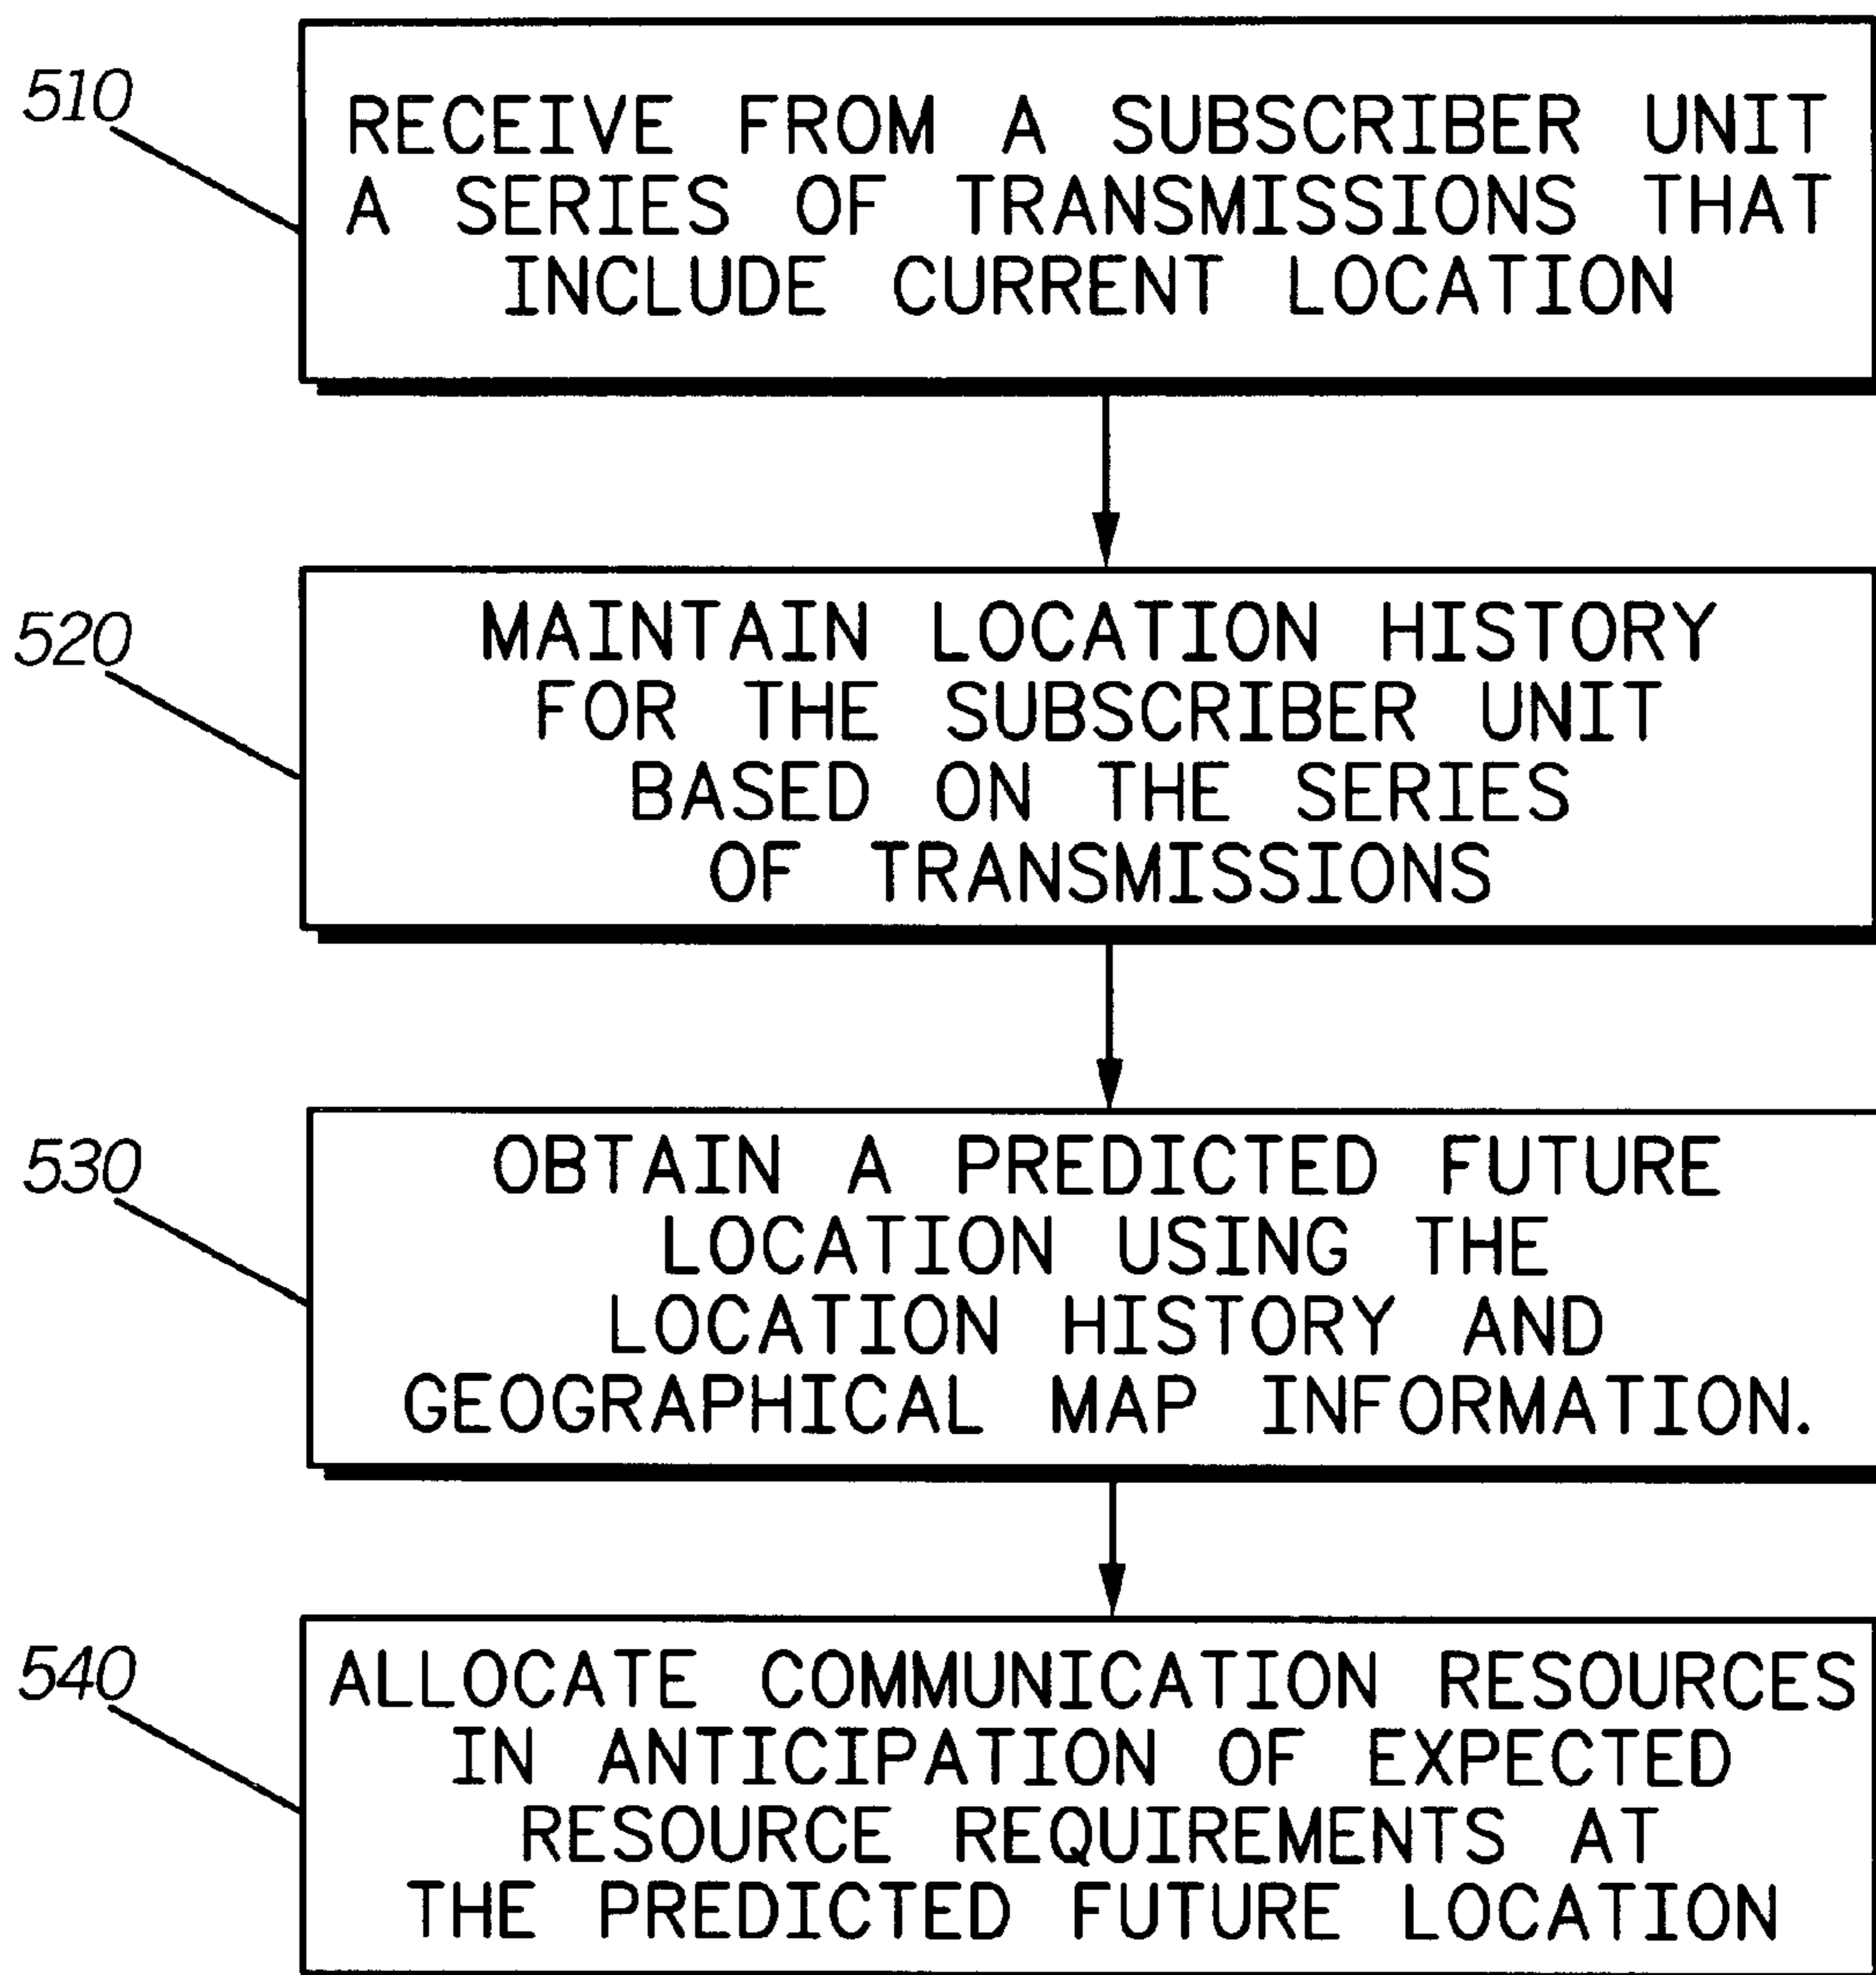 510
RECEIVE FROM A SUBSCRIBER UNIT
A SERIES OF TRANSMISSIONS THAT
INCLUDE CURRENT LOCATION
520
MAINTAIN LOCATION HISTORY
FOR THE SUBSCRIBER UNIT
BASED ON THE SERIES
OF TRANSMISSIONS
530
OBTAIN A PREDICTED FUTURE
LOCATION USING THE
LOCATION HISTORY AND
GEOGRAPHICAL MAP INFORMATION.
540
ALLOCATE COMMUNICATION RESOURCES
IN ANTICIPATION OF EXPECTED
RESOURCE REQUIREMENTS AT
THE PREDICTED FUTURE LOCATION